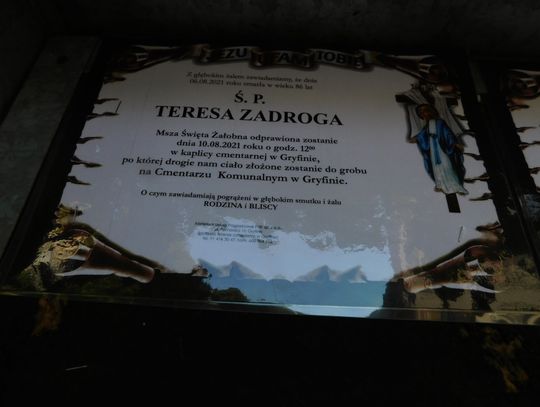 JEZU UFAM TOBIE
Z głębokim żalem zawiadamiamy, że dnia
06.08.2021 roku zmarła w wieku 86 lat
Ś. P.
TERESA ZADROGA
Msza Święta Żałobna odprawiona zostanie
dnia 10.08.2021 roku o godz. 12⁰⁰
w kaplicy cmentarnej w Gryfinie,
po której drogie nam ciało złożone zostanie do grobu
na Cmentarzu Komunalnym w Gryfinie.
O czym zawiadamiają pogrążeni w głębokim smutku i żalu
RODZINA i BLISCY